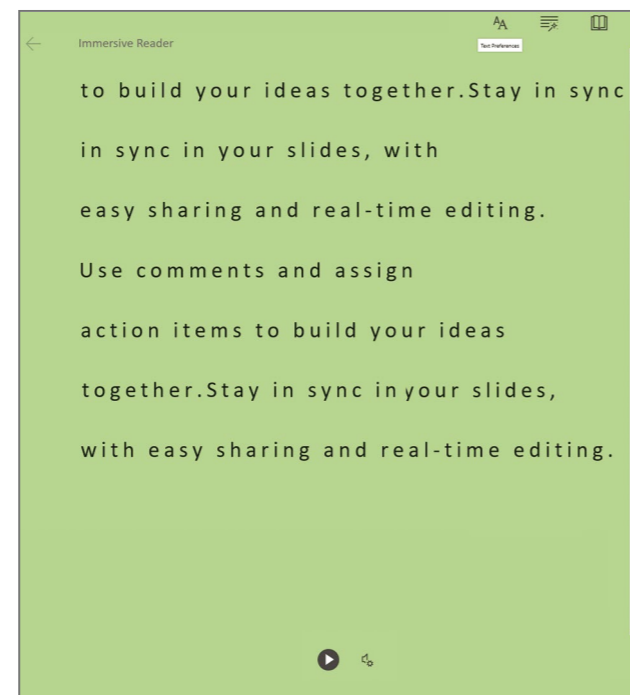 Immersive Reader
Text Preferences
to build your ideas together.Stay in sync
in sync in your slides, with
easy sharing and real-time editing.
Use comments and assign
action items to build your ideas
together.Stay in sync in your slides,
with easy sharing and real-time editing.